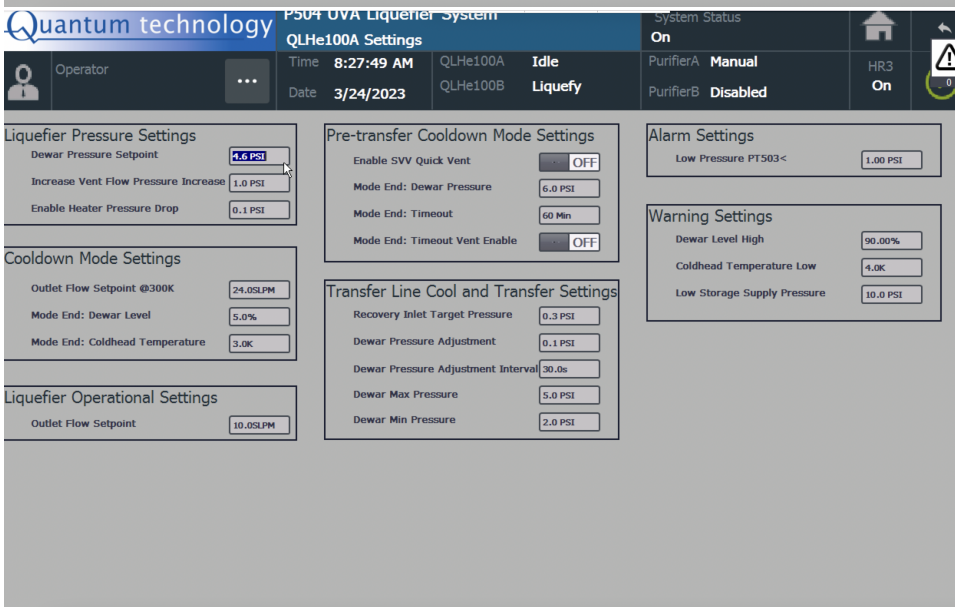 Quantum technology
P504 UVA Liquefier System
QLHe100A Settings
System Status
On
Operator
...
Time 8:27:49 AM
Date 3/24/2023
QLHe100A Idle
QLHe100B Liquefy
PurifierA Manual
PurifierB Disabled
HR3
On
0
Liquefier Pressure Settings
Dewar Pressure Setpoint 4.6 PSI
Increase Vent Flow Pressure Increase 1.0 PSI
Enable Heater Pressure Drop 0.1 PSI
Cooldown Mode Settings
Outlet Flow Setpoint @300K 24.0SLPM
Mode End: Dewar Level 5.0%
Mode End: Coldhead Temperature 3.0K
Liquefier Operational Settings
Outlet Flow Setpoint 10.0SLPM
Pre-transfer Cooldown Mode Settings
Enable SVV Quick Vent OFF
Mode End: Dewar Pressure 6.0 PSI
Mode End: Timeout 60 Min
Mode End: Timeout Vent Enable OFF
Transfer Line Cool and Transfer Settings
Recovery Inlet Target Pressure 0.3 PSI
Dewar Pressure Adjustment 0.1 PSI
Dewar Pressure Adjustment Interval 30.0s
Dewar Max Pressure 5.0 PSI
Dewar Min Pressure 2.0 PSI
Alarm Settings
Low Pressure PT503< 1.00 PSI
Warning Settings
Dewar Level High 90.00%
Coldhead Temperature Low 4.0K
Low Storage Supply Pressure 10.0 PSI